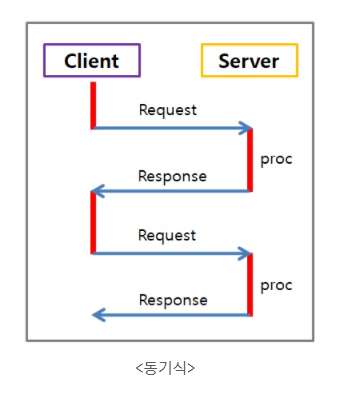 Client Server
Request
proc
Response
Request
proc
Response
<동기식>